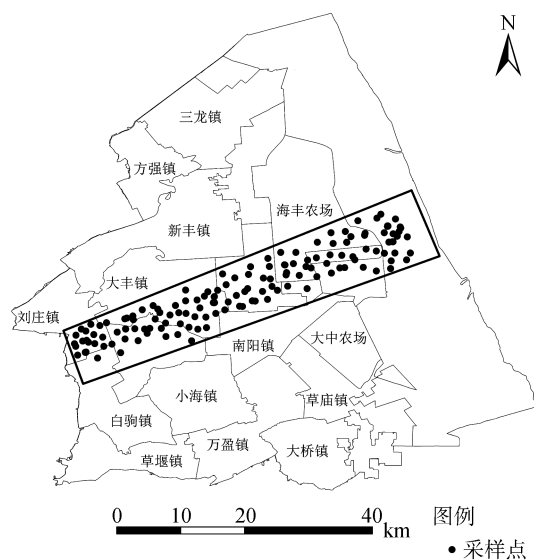 N
三龙镇
方强镇
海丰农场
新丰镇
大丰镇
刘庄镇
大中农场
南阳镇
小海镇
草庙镇
白驹镇
万盈镇
大桥镇
草堰镇
0 10 20 40
km
图例
采样点